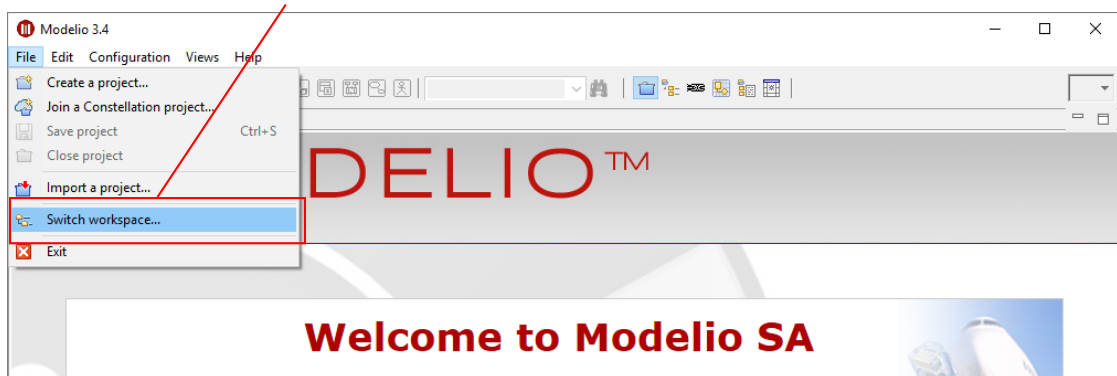 Modelio 3.4
File Edit Configuration Views Help
Create a project...
Join a Constellation project...
Save project Ctrl+S
Close project
Import a project...
Switch workspace...
Exit
DELIO™
Welcome to Modelio SA